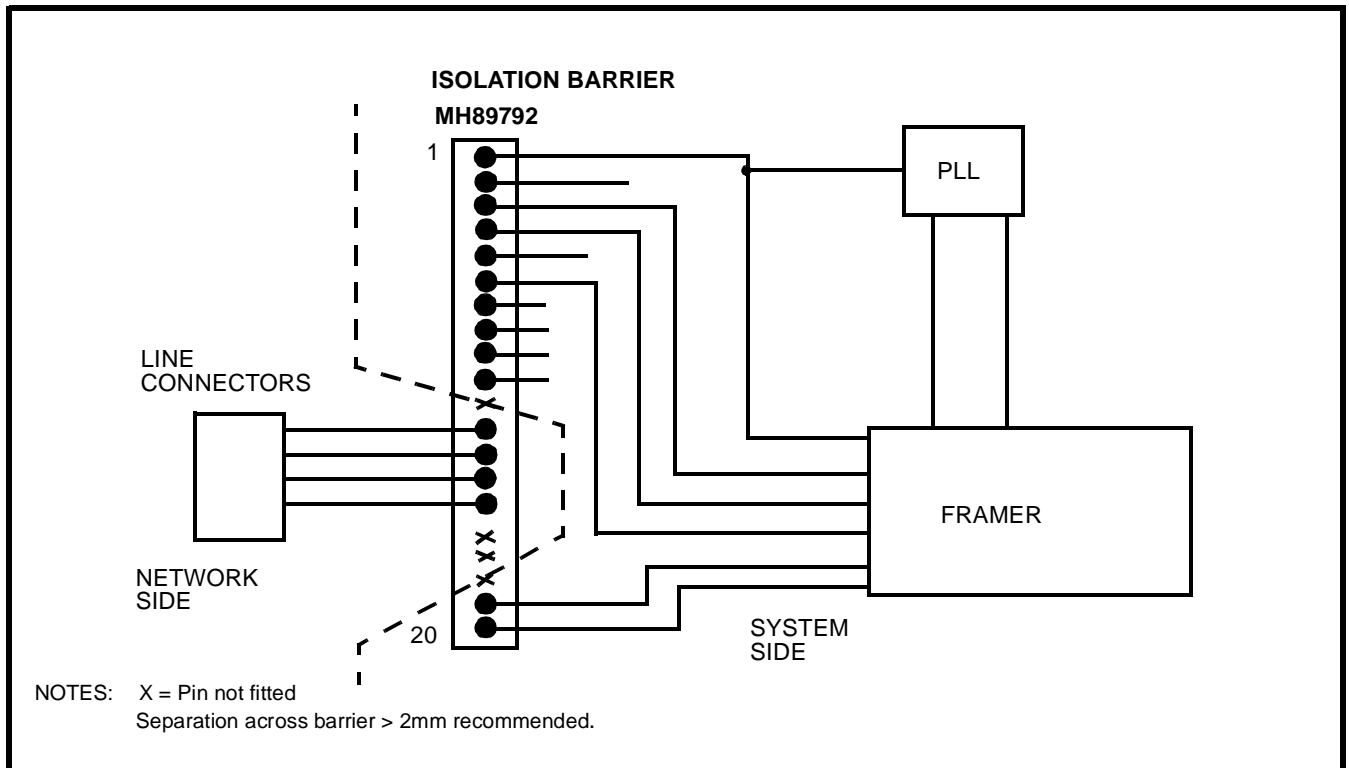 ISOLATION BARRIER
MH89792
1
PLL
LINE
CONNECTORS
FRAMER
NETWORK
SIDE
20
SYSTEM
SIDE
NOTES: X = Pin not fitted
Separation across barrier > 2mm recommended.